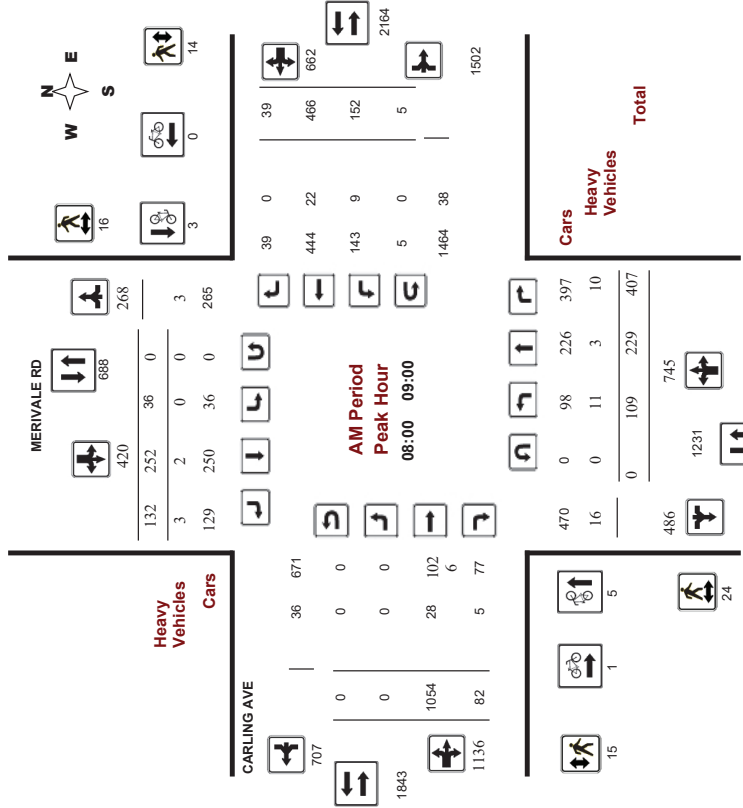 N
W E
S
MERIVALE RD
688
420 268
132 252 36 0
3 2 0 0 3
129 250 36 0 265
16
14
3
0
Heavy
Vehicles
Cars
CARLING AVE
707
1843
1136
36 671
0 0 0
0 0 0
1054 28 102
6
82 5 77
AM Period
Peak Hour
08:00 09:00
39 0 39
444 22 466
143 9 152
5 0 5
1464 38
662
2164
1502
470 0 98 226 397 Cars
16 0 11 3 10 Heavy
Vehicles
0 109 229 407
Total
486 745
1231
15
1
5
24